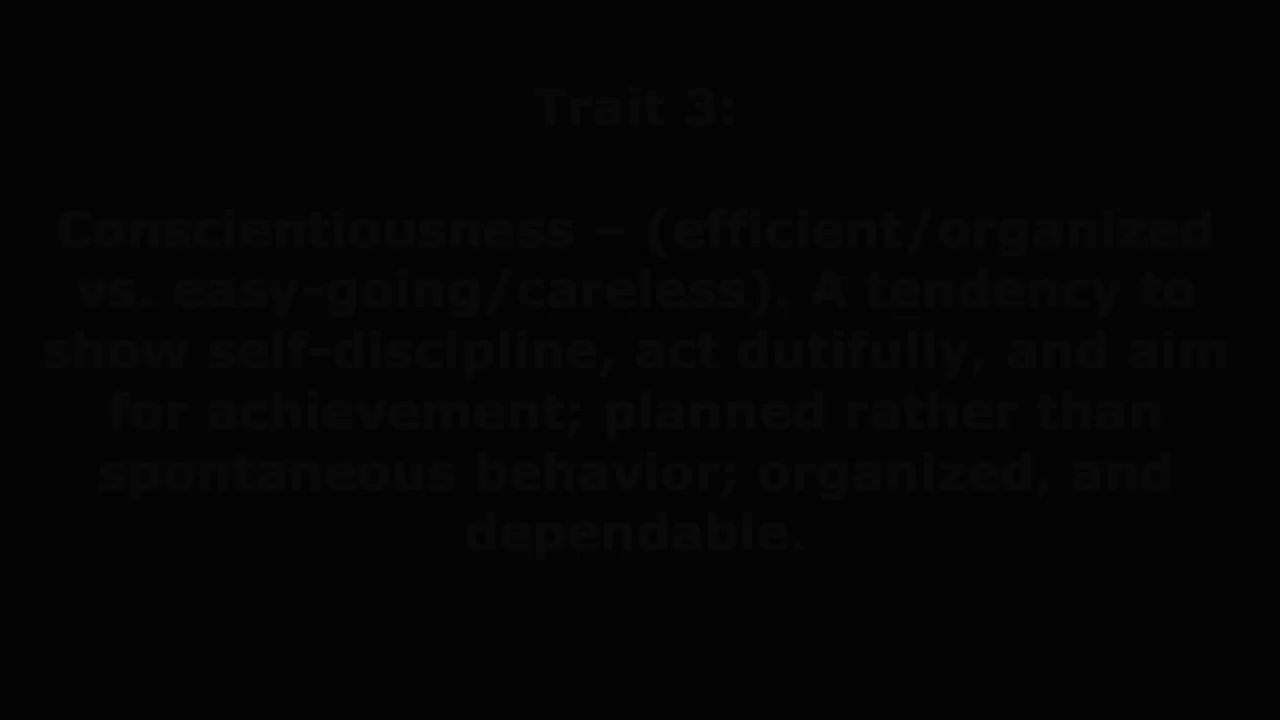 Trait 3:
Conscientiousness – (efficient/organized
vs. easy-going/careless). A tendency to
show self-discipline, act dutifully, and aim
for achievement; planned rather than
spontaneous behavior; organized, and
dependable.